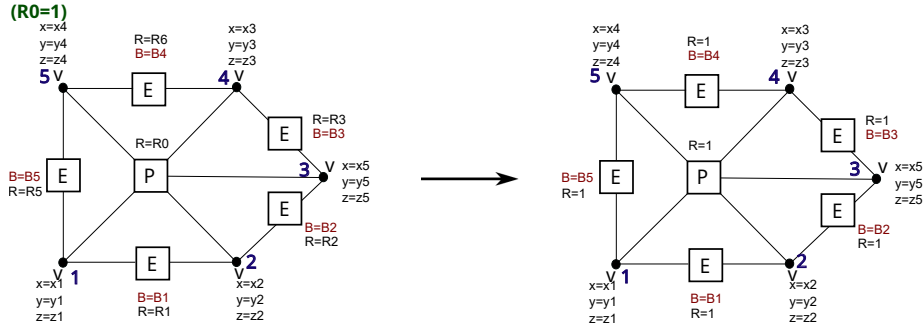 (R0=1)
x=x4
y=y4
z=z4
5 V
R=R6
B=B4
E
x=x3
y=y3
z=z3
4 V
E
R=R3
B=B3
R=R0
P
3 V
x=x5
y=y5
z=z5
B=B5
R=R5
E
E
B=B2
R=R2
V 1
x=x1
y=y1
z=z1
E
B=B1
R=R1
2
V
x=x2
y=y2
z=z2
x=x4
y=y4
z=z4
5 V
R=1
B=B4
E
x=x3
y=y3
z=z3
4 V
E
R=1
B=B3
R=1
P
3 V
x=x5
y=y5
z=z5
B=B5
R=1
E
E
B=B2
R=1
V 1
x=x1
y=y1
z=z1
E
B=B1
R=1
2
V
x=x2
y=y2
z=z2